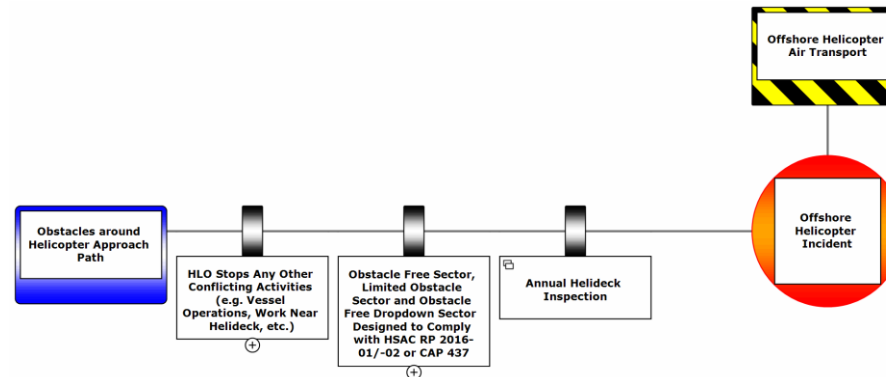 Offshore Helicopter
Air Transport
Obstacles around
Helicopter Approach
Path
Offshore
Helicopter
Incident
HLO Stops Any Other
Conflicting Activities
(e.g. Vessel
Operations, Work Near
Helideck, etc.)
Obstacle Free Sector,
Limited Obstacle
Sector and Obstacle
Free Dropdown Sector
Designed to Comply
with HSAC RP 2016-
01/-02 or CAP 437
Annual Helideck
Inspection